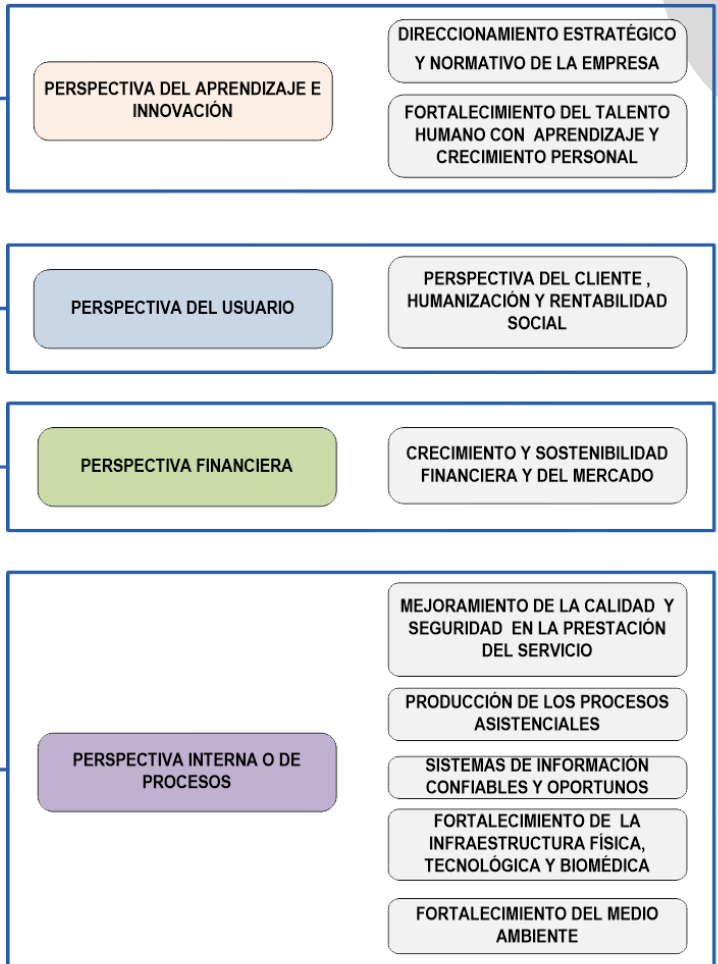 PERSPECTIVA DEL APRENDIZAJE E
INNOVACIÓN
DIRECCIONAMIENTO ESTRATÉGICO
Y NORMATIVO DE LA EMPRESA
FORTALECIMIENTO DEL TALENTO
HUMANO CON APRENDIZAJE Y
CRECIMIENTO PERSONAL
PERSPECTIVA DEL USUARIO
PERSPECTIVA DEL CLIENTE ,
HUMANIZACIÓN Y RENTABILIDAD
SOCIAL
PERSPECTIVA FINANCIERA
CRECIMIENTO Y SOSTENIBILIDAD
FINANCIERA Y DEL MERCADO
PERSPECTIVA INTERNA O DE
PROCESOS
MEJORAMIENTO DE LA CALIDAD Y
SEGURIDAD EN LA PRESTACIÓN
DEL SERVICIO
PRODUCCIÓN DE LOS PROCESOS
ASISTENCIALES
SISTEMAS DE INFORMACIÓN
CONFIABLES Y OPORTUNOS
FORTALECIMIENTO DE LA
INFRAESTRUCTURA FÍSICA,
TECNOLÓGICA Y BIOMÉDICA
FORTALECIMIENTO DEL MEDIO
AMBIENTE